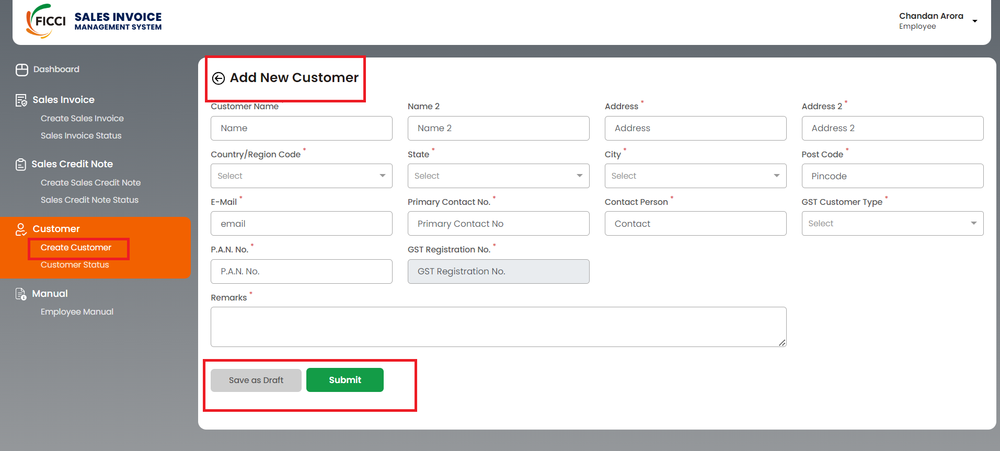 FICCI
SALES INVOICE
MANAGEMENT SYSTEM
Chandan Arora
Employee
Dashboard
Sales Invoice
Create Sales Invoice
Sales Invoice Status
Sales Credit Note
Create Sales Credit Note
Sales Credit Note Status
Customer
Create Customer
Customer Status
Manual
Employee Manual
Add New Customer
Customer Name * Name 2 Address * Address 2 *
Name Name 2 Address Address 2
Country/Region Code * State * City * Post Code *
Select Select Select Pincode
E-Mail * Primary Contact No. * Contact Person * GST Customer Type *
email Primary Contact No Contact Select
P.A.N. No. * GST Registration No. *
P.A.N. No. GST Registration No.
Remarks *
Save as Draft Submit